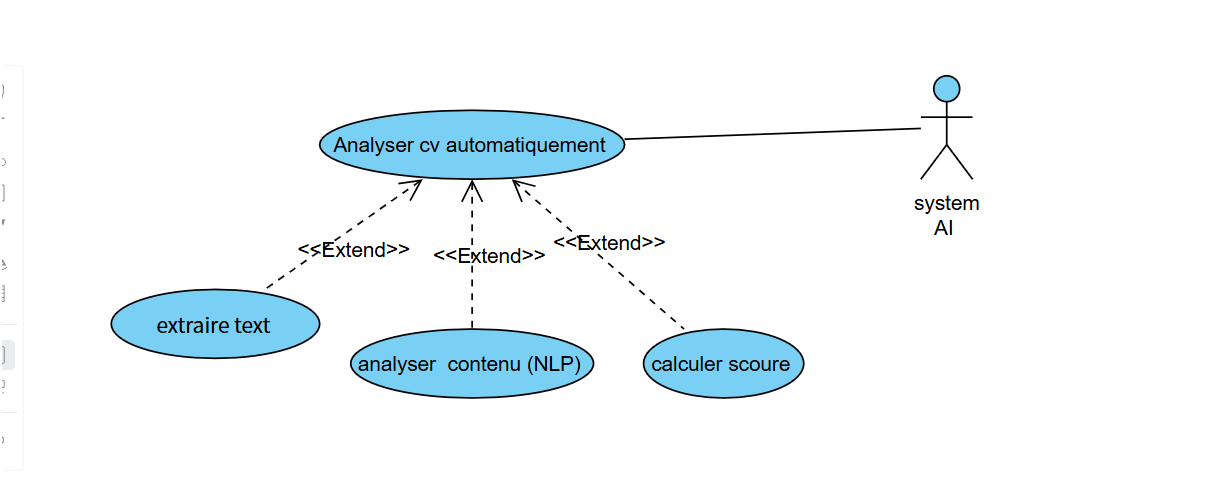 Analyser cv automatiquement
system
AI
<<Extend>>
<<Extend>>
<<Extend>>
extraire text
analyser  contenu (NLP)
calculer scoure